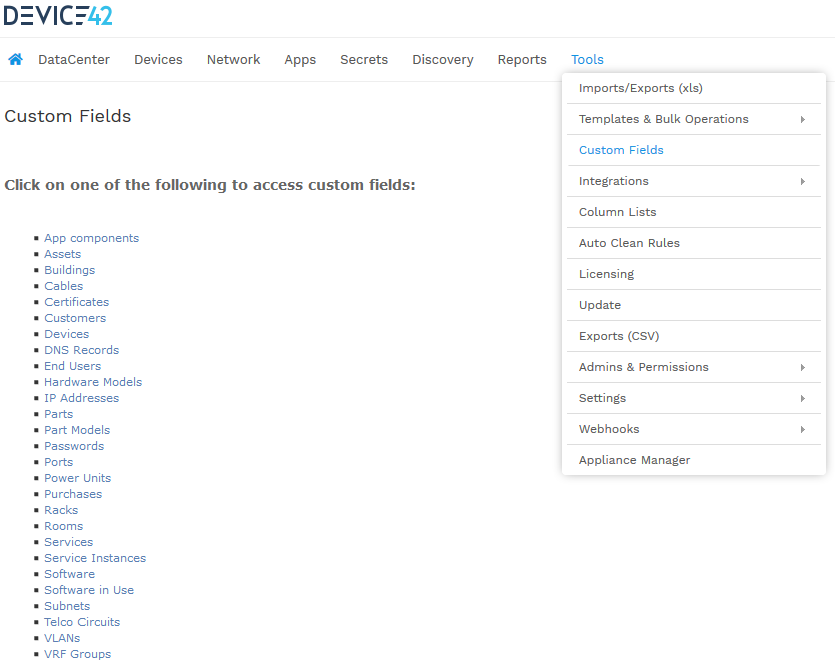 DEVICE42
DataCenter Devices Network Apps Secrets Discovery Reports Tools
Custom Fields
Click on one of the following to access custom fields:
App components
Assets
Buildings
Cables
Certificates
Customers
Devices
DNS Records
End Users
Hardware Models
IP Addresses
Parts
Part Models
Passwords
Ports
Power Units
Purchases
Racks
Rooms
Services
Service Instances
Software
Software in Use
Subnets
Telco Circuits
VLANs
VRF Groups
Imports/Exports (xls)
Templates & Bulk Operations
Custom Fields
Integrations
Column Lists
Auto Clean Rules
Licensing
Update
Exports (CSV)
Admins & Permissions
Settings
Webhooks
Appliance Manager